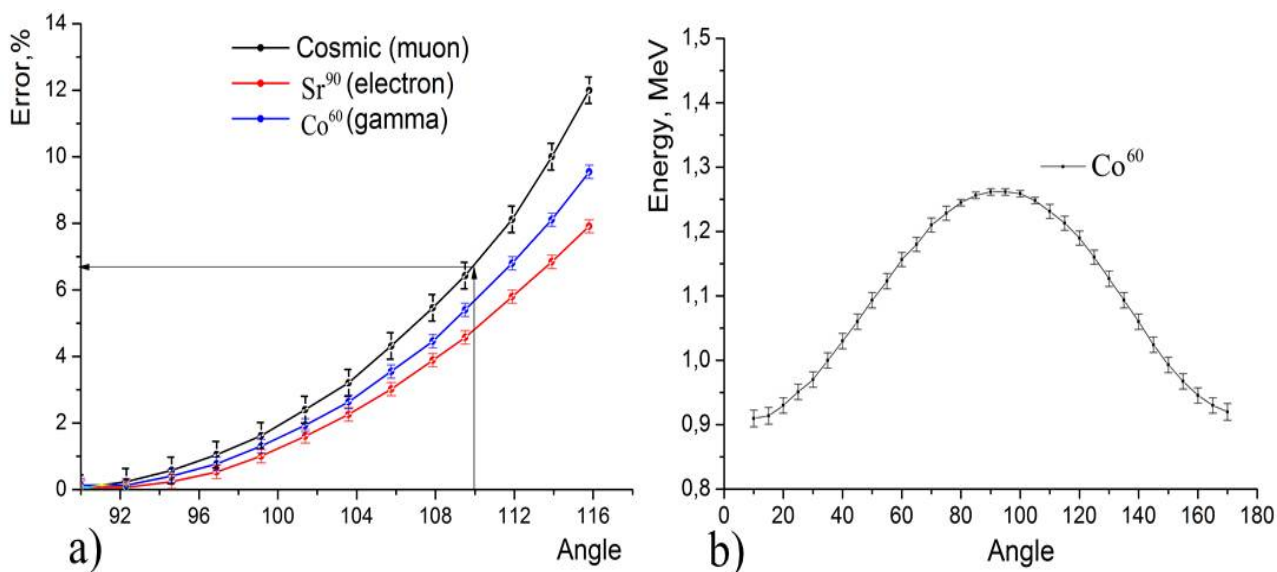 Error,%
14
12
10
8
6
4
2
0
Cosmic (muon)
Sr⁹⁰ (electron)
Co⁶⁰ (gamma)
92 96 100 104 108 112 116
a)
Angle
Energy, MeV
1,5
1,4
1,3
1,2
1,1
1,0
0,9
0,8
Co⁶⁰
0 20 40 60 80 100 120 140 160 180
b)
Angle